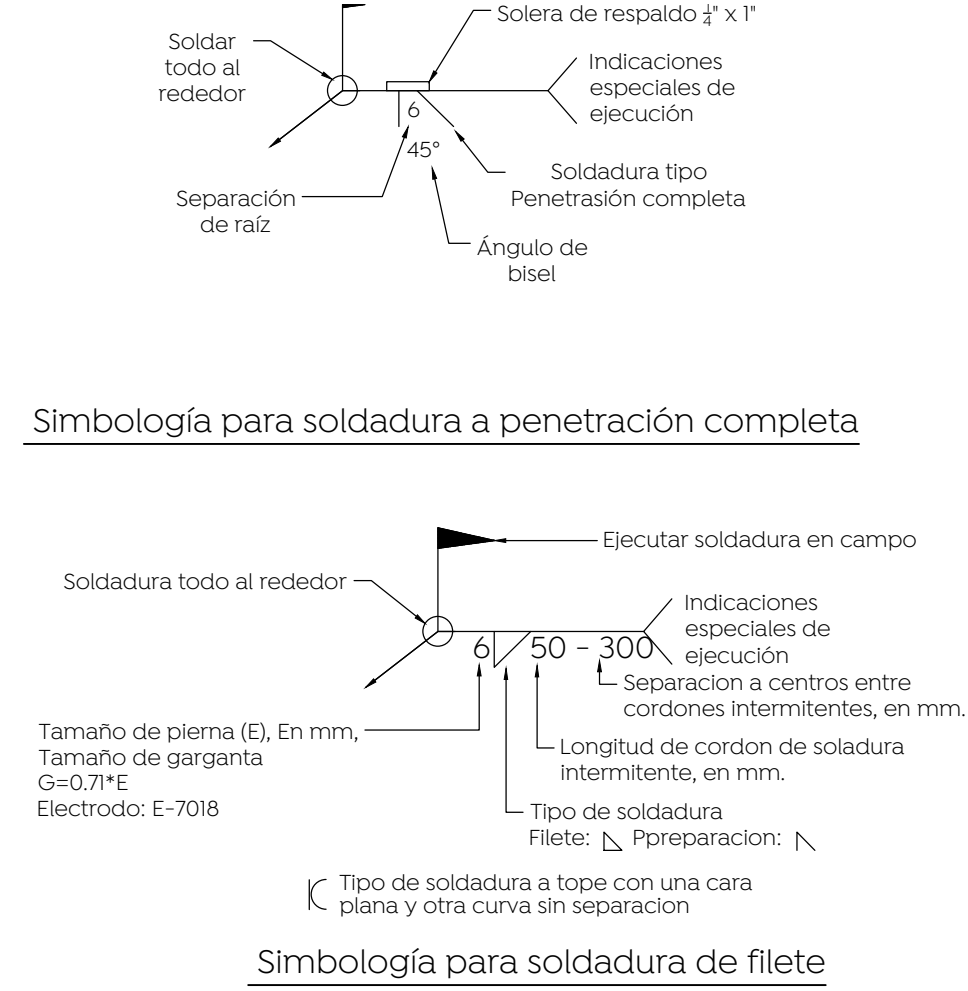 Solera de respaldo 1/4" x 1"
Soldar
todo al
rededor
Indicaciones
especiales de
ejecución
6
45°
Soldadura tipo
Penetrasión completa
Separación
de raíz
Ángulo de
bisel
Simbología para soldadura a penetración completa
Ejecutar soldadura en campo
Soldadura todo al rededor
Indicaciones
especiales de
ejecución
6 50 - 300
Separacion a centros entre
cordones intermitentes, en mm.
Tamaño de pierna (E), En mm,
Tamaño de garganta
G=0.71*E
Electrodo: E-7018
Longitud de cordon de soladura
intermitente, en mm.
Tipo de soldadura
Filete: Ppreparacion:
Tipo de soldadura a tope con una cara
plana y otra curva sin separacion
Simbología para soldadura de filete